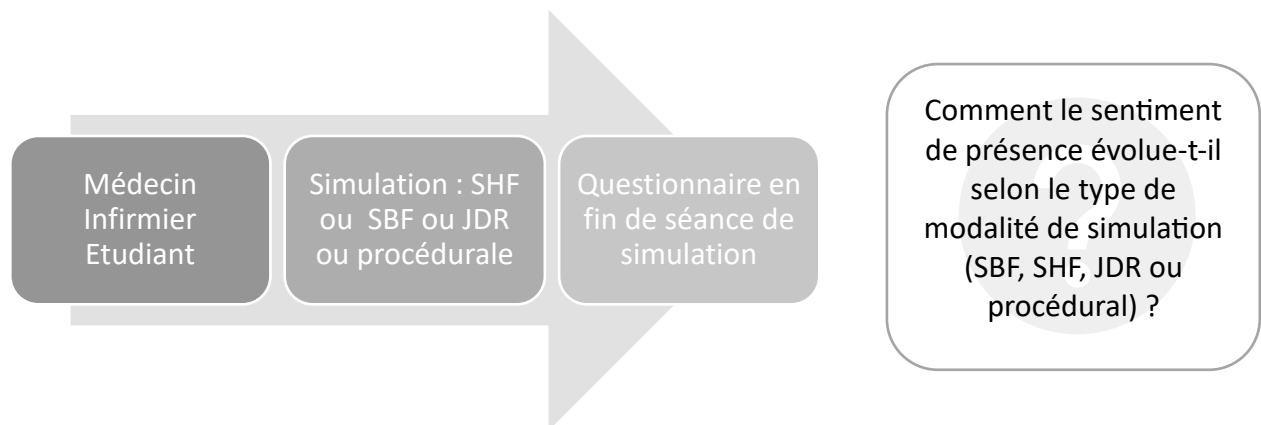 Médecin
Infirmier
Etudiant
Simulation : SHF
ou  SBF ou JDR
ou procédurale
Questionnaire en
fin de séance de
simulation
Comment le sentiment
de présence évolue-t-il
selon le type de
modalité de simulation
(SBF, SHF, JDR ou
procédural) ?